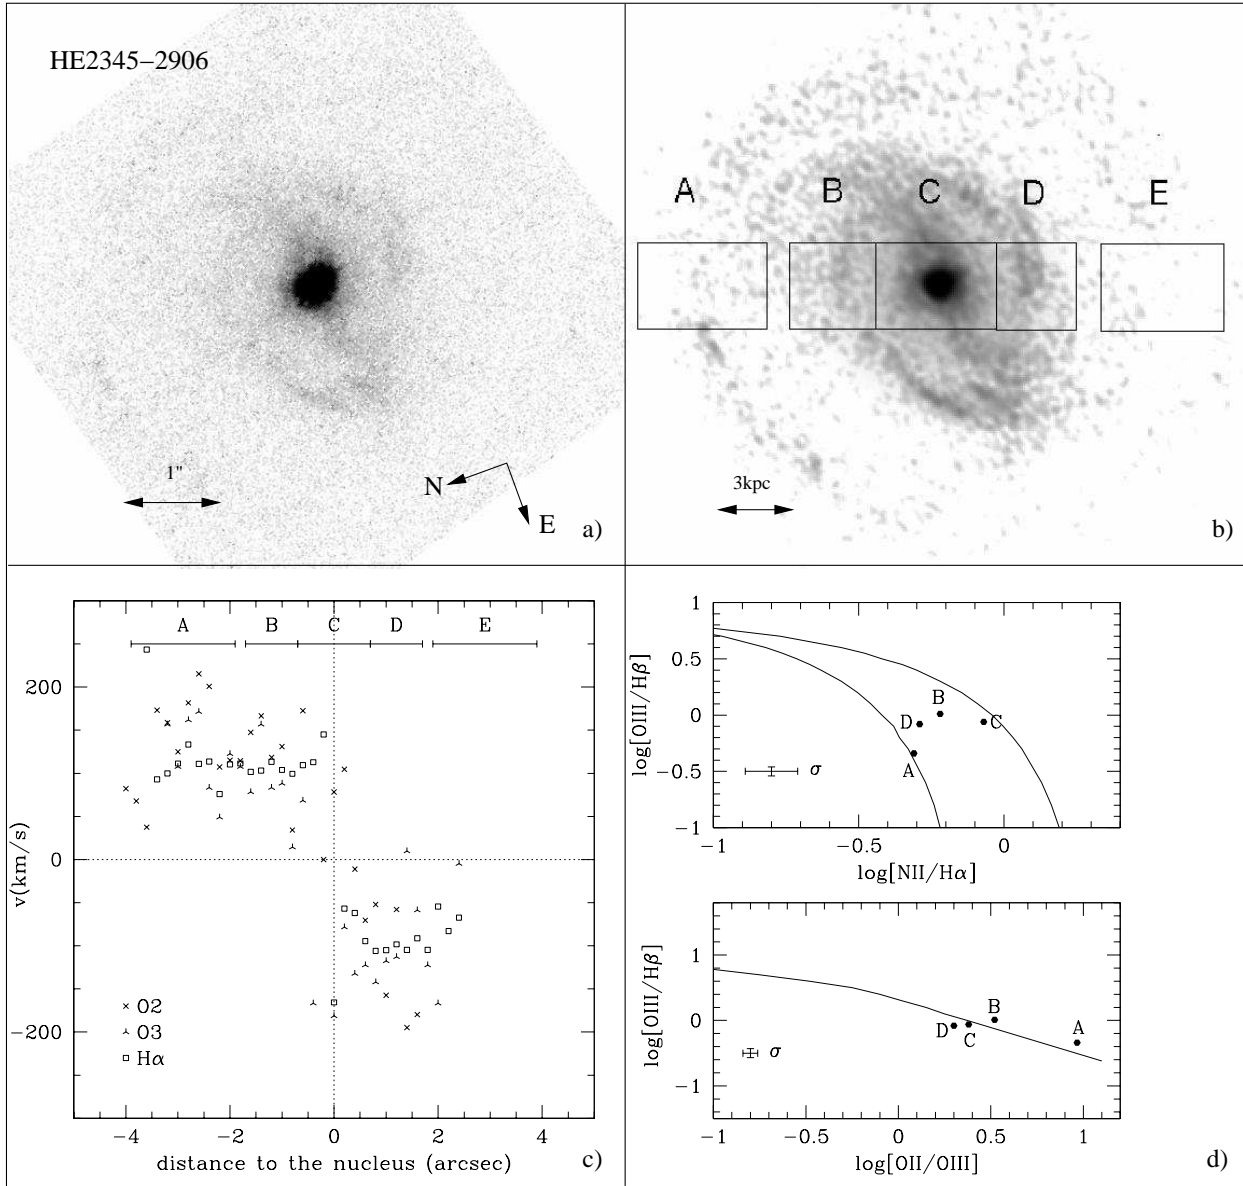 HE2345−2906
1"
N
E
a)
A B C D E
3kpc
b)
A B C D E
200
0
−200
v(km/s)
O2
O3
Hα
−4 −2 0 2 4
distance to the nucleus (arcsec)
c)
1
0.5
0
−0.5
−1
log[OIII/Hβ]
B
D
C
A
σ
−1 −0.5 0
log[NII/Hα]
1
0
−1
log[OIII/Hβ]
B
A
D
C
σ
−1 −0.5 0 0.5 1
log[OII/OIII]
d)